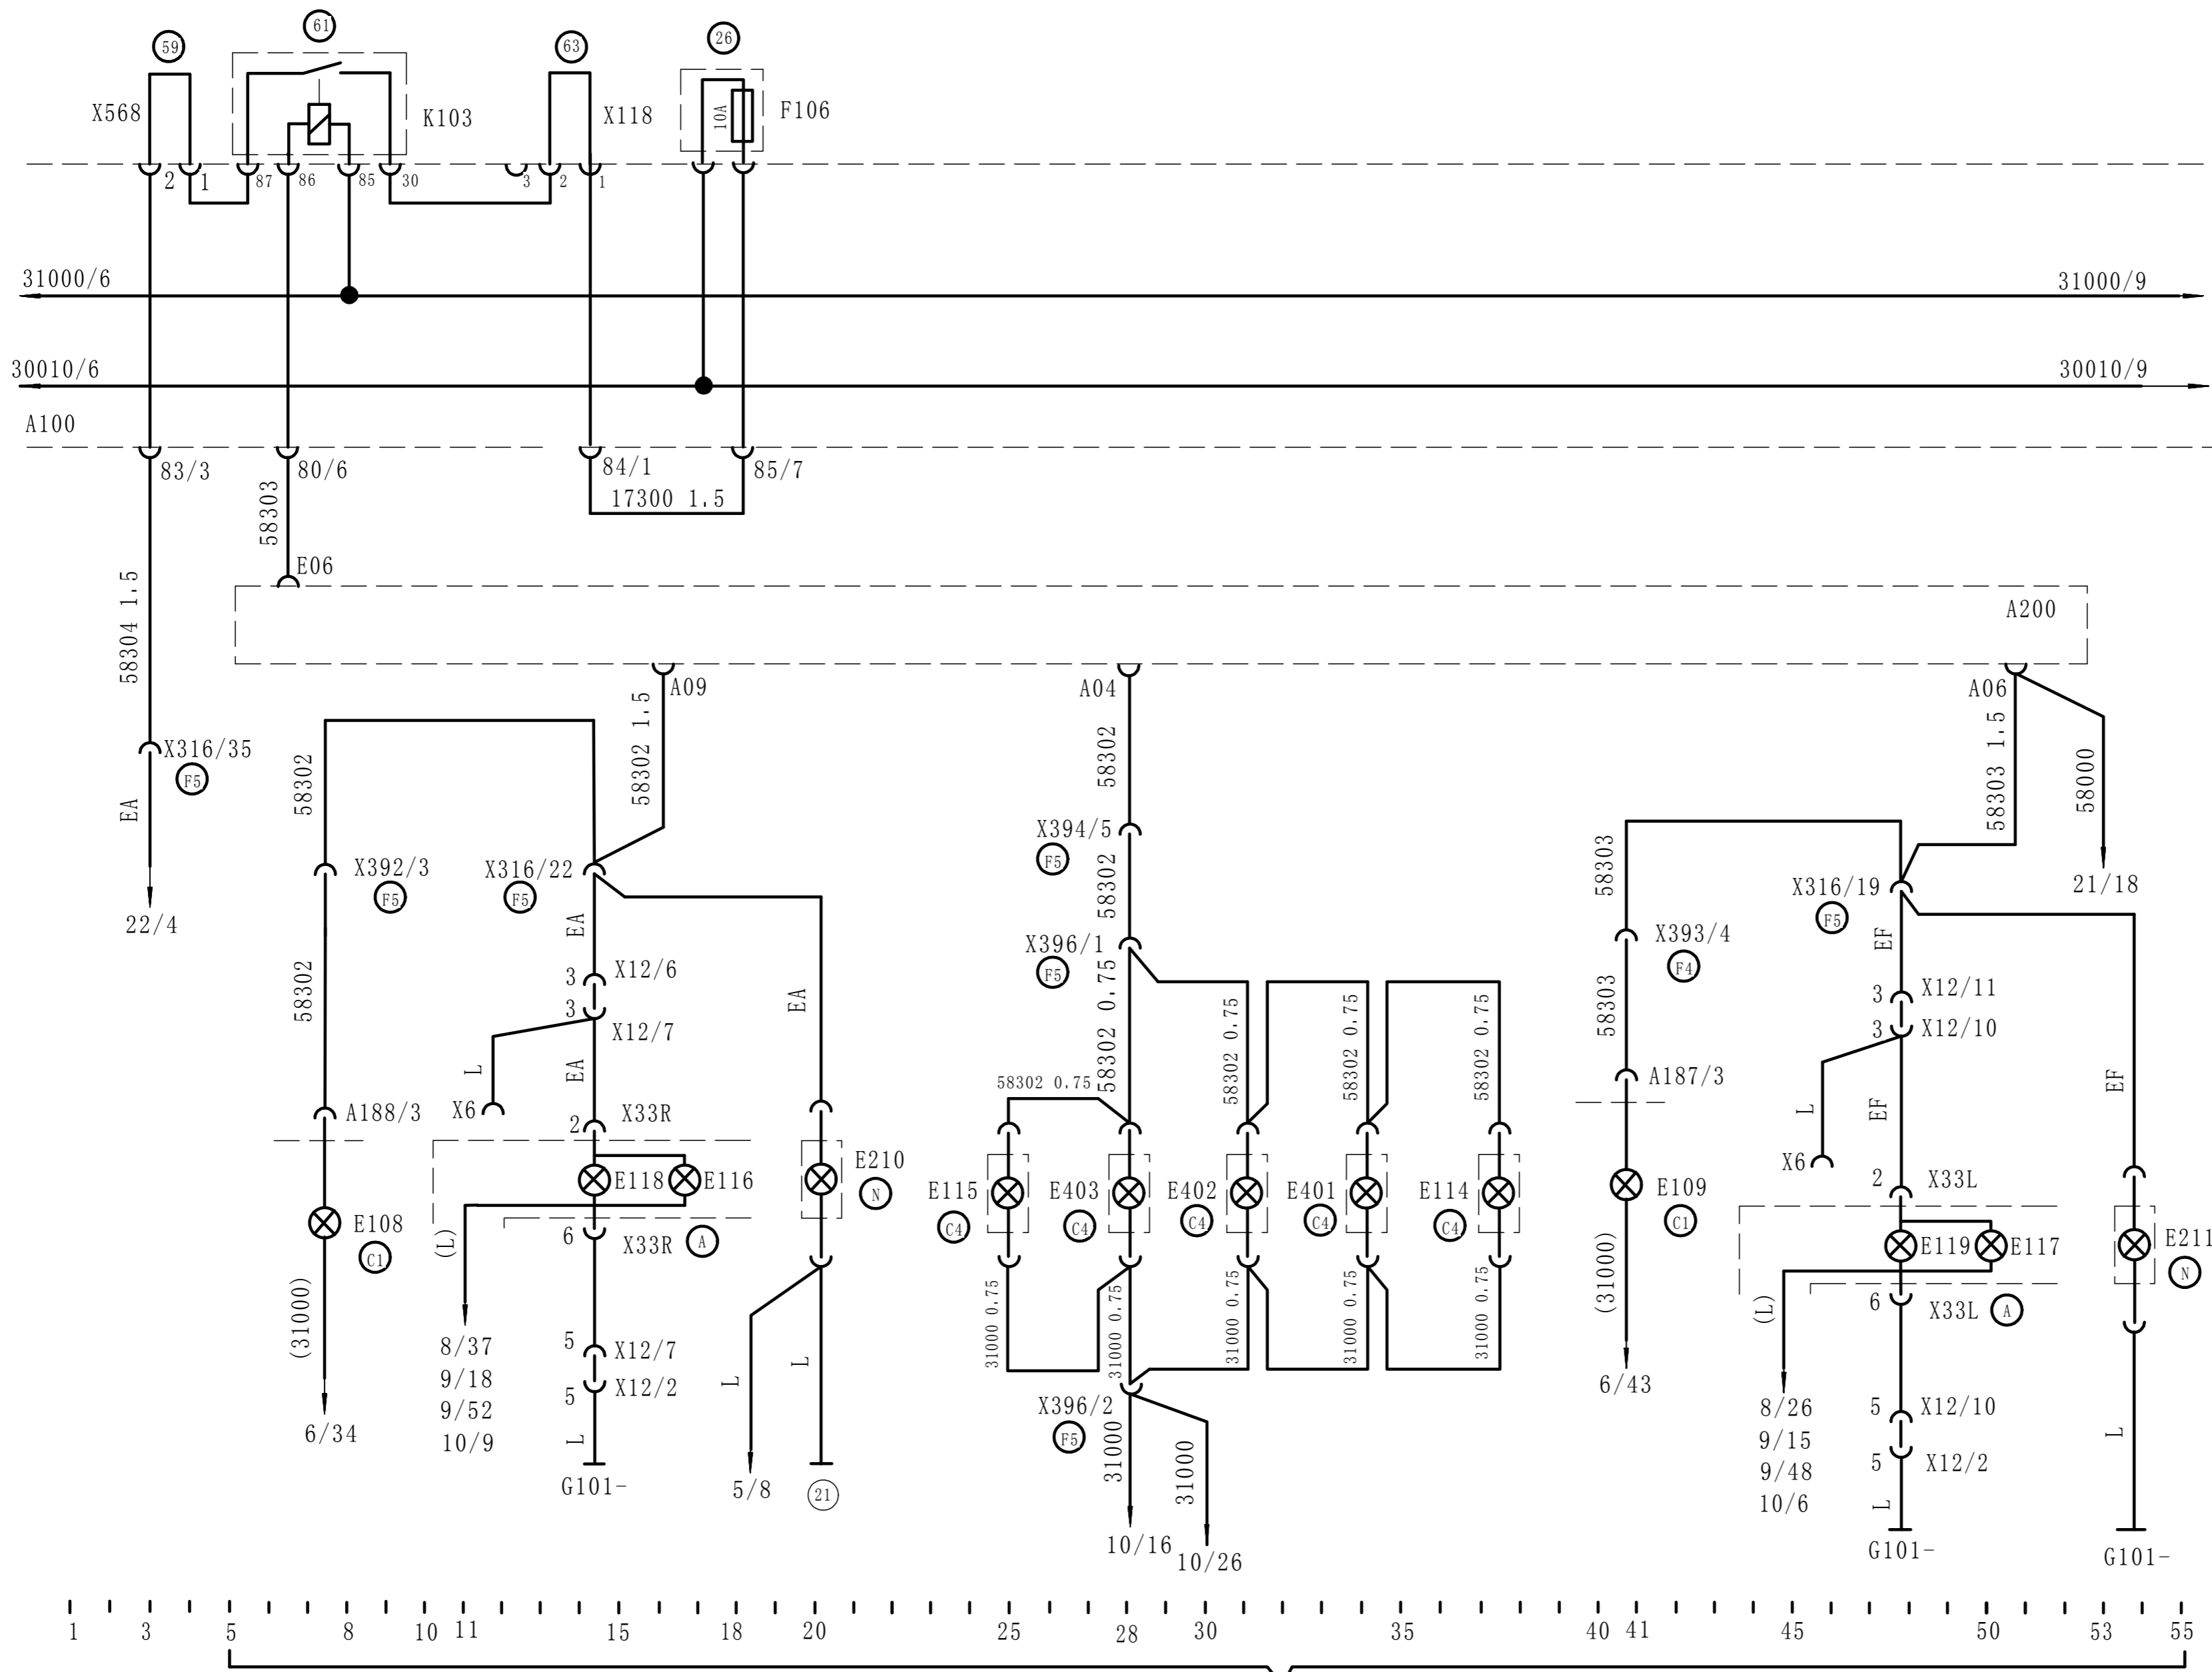 59
61
63
26
X568
K103
X118
10A
F106
2
1
87
86
85
30
3
2
1
31000/6
31000/9
30010/6
30010/9
A100
83/3
80/6
84/1
85/7
17300 1.5
58303
E06
58304 1.5
A200
A09
A04
A06
58302 1.5
58302
58303 1.5
58000
X316/35
F5
EA
22/4
58302
X392/3
F5
X316/22
F5
X394/5
F5
58302
58303
X316/19
F5
21/18
EA
X396/1
F5
X393/4
F4
EF
58302
3
X12/6
3
X12/7
EA
58302 0.75
58302 0.75
58302 0.75
58302 0.75
58303
3
X12/11
3
X12/10
L
EA
58302 0.75
A187/3
EF
A188/3
X6
X33R
2
L
EF
X6
2
X33L
E118
E116
E210
N
E115
C4
E403
C4
E402
C4
E401
C4
E114
C4
E109
C1
E108
C1
(L)
6
X33R
A
E119
E117
E211
N
(31000)
31000 0.75
31000 0.75
31000 0.75
31000 0.75
31000 0.75
(31000)
(L)
6
X33L
A
8/37
9/18
9/52
10/9
5
X12/7
5
X12/2
L
L
L
6/34
G101-
5/8
21
X396/2
F5
31000
31000
10/16
10/26
6/43
8/26
9/15
9/48
10/6
5
X12/10
5
X12/2
L
L
G101-
G101-
1 3 5 8 10 11 15 18 20 25 28 30 35 40 41 45 50 53 55